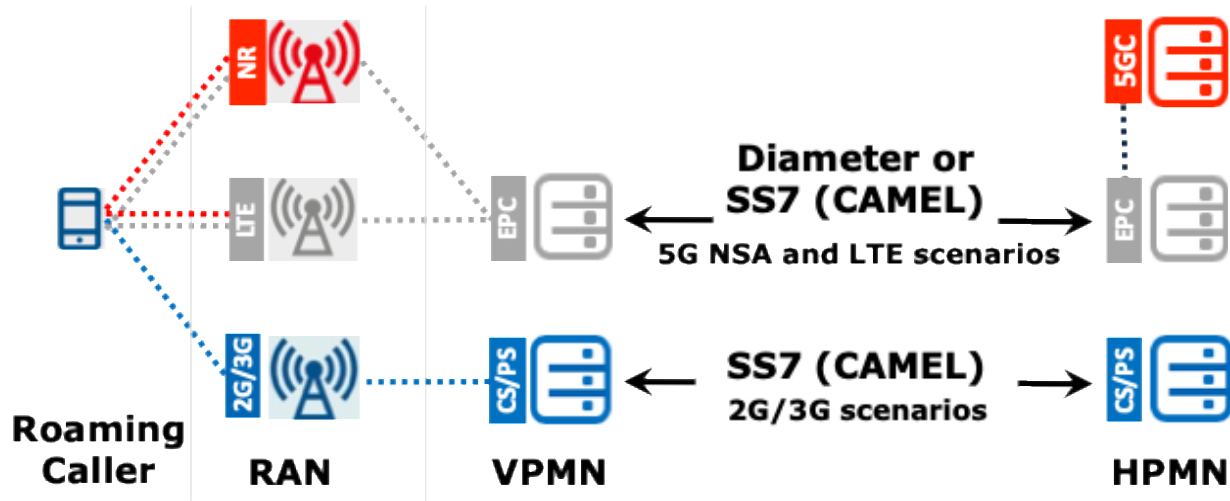 NR
5GC
Diameter or
SS7 (CAMEL)
5G NSA and LTE scenarios
LTE
EPC
EPC
2G/3G
CS/PS
SS7 (CAMEL)
2G/3G scenarios
CS/PS
Roaming
Caller
RAN
VPMN
HPMN